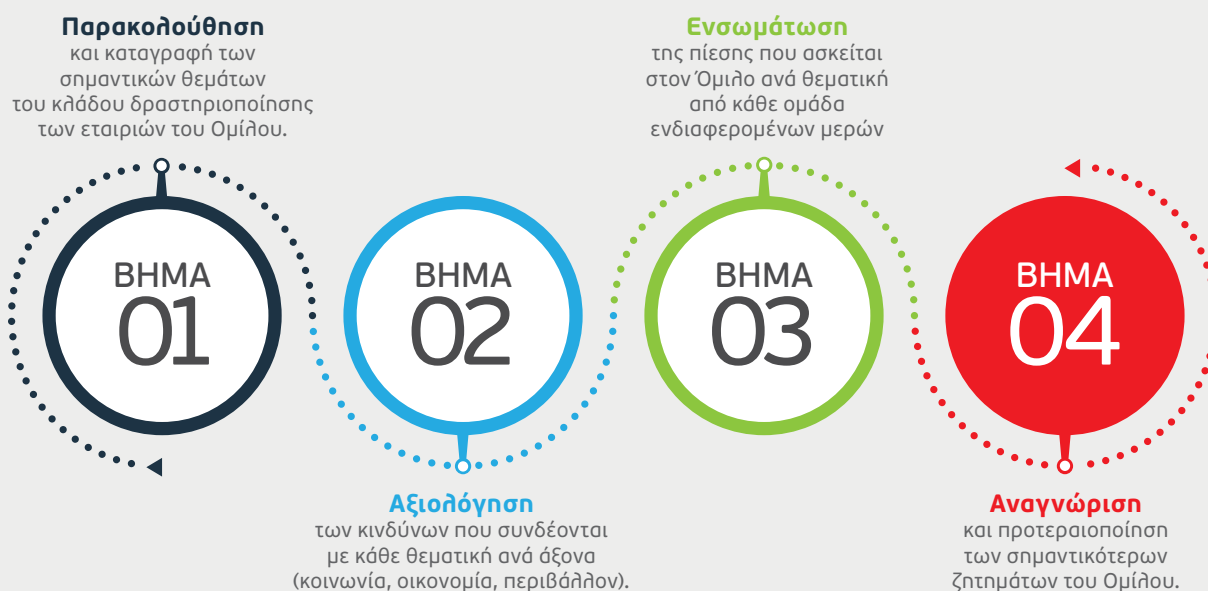 Παρακολούθηση
και καταγραφή των
σημαντικών θεμάτων
του κλάδου δραστηριοποίησης
των εταιριών του Ομίλου.
ΒΗΜΑ
01
ΒΗΜΑ
02
Αξιολόγηση
των κινδύνων που συνδέονται
με κάθε θεματική ανά άξονα
(κοινωνία, οικονομία, περιβάλλον).
Ενσωμάτωση
της πίεσης που ασκείται
στον Όμιλο ανά θεματική
από κάθε ομάδα
ενδιαφερομένων μερών
ΒΗΜΑ
03
ΒΗΜΑ
04
Αναγνώριση
και προτεραιοποίηση
των σημαντικότερων
ζητημάτων του Ομίλου.